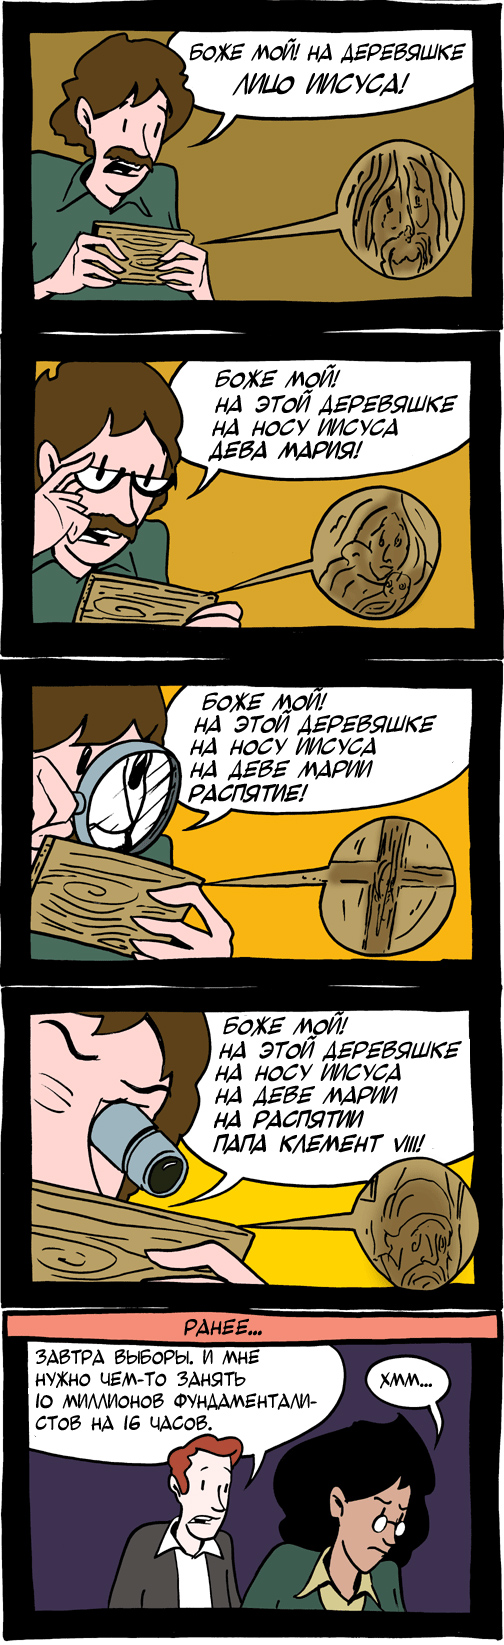 БОЖЕ МОЙ! НА ДЕРЕВЯШКЕ
ЛИЦО ИИСУСА!
БОЖЕ МОЙ!
НА ЭТОЙ ДЕРЕВЯШКЕ
НА НОСУ ИИСУСА
ДЕВА МАРИЯ!
БОЖЕ МОЙ!
НА ЭТОЙ ДЕРЕВЯШКЕ
НА НОСУ ИИСУСА
НА ДЕВЕ МАРИИ
РАСПЯТИЕ!
БОЖЕ МОЙ!
НА ЭТОЙ ДЕРЕВЯШКЕ
НА НОСУ ИИСУСА
НА ДЕВЕ МАРИИ
НА РАСПЯТИИ
ПАПА КЛЕМЕНТ VIII!
РАНЕЕ...
ЗАВТРА ВЫБОРЫ. И МНЕ
НУЖНО ЧЕМ-ТО ЗАНЯТЬ
10 МИЛЛИОНОВ ФУНДАМЕНТАЛИ-
СТОВ НА 16 ЧАСОВ.
ХММ...